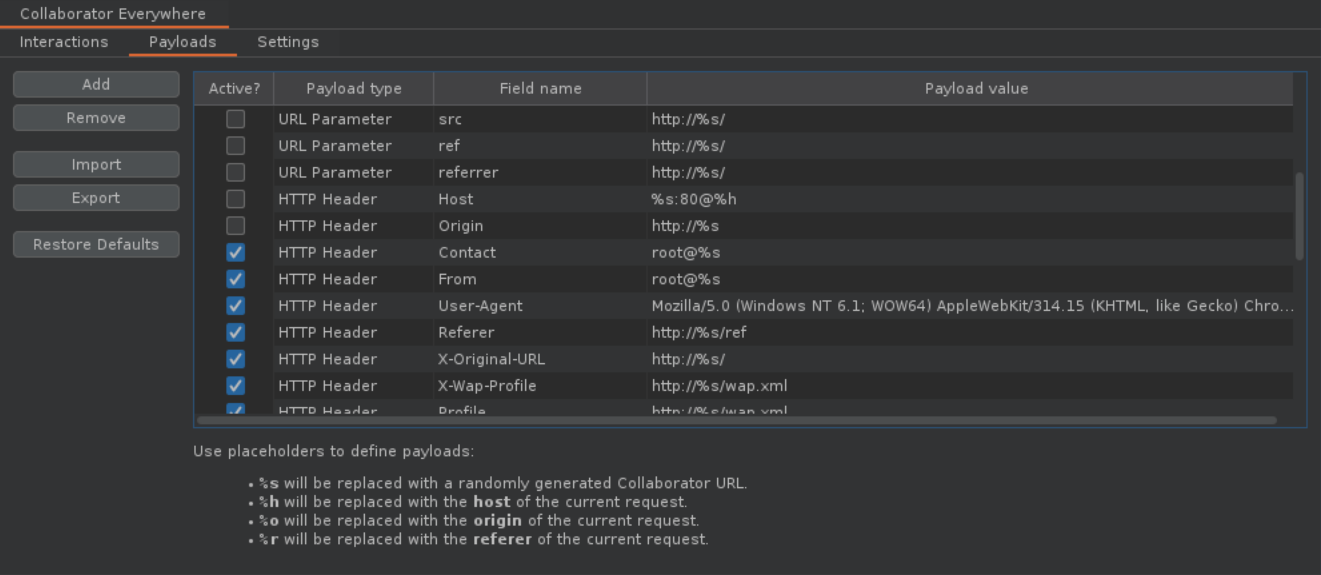 Collaborator Everywhere
Interactions Payloads Settings
Add
Remove
Import
Export
Restore Defaults
Active? Payload type Field name Payload value
URL Parameter src http://%s/
URL Parameter ref http://%s/
URL Parameter referrer http://%s/
HTTP Header Host %s:80@%h
HTTP Header Origin http://%s
HTTP Header Contact root@%s
HTTP Header From root@%s
HTTP Header User-Agent Mozilla/5.0 (Windows NT 6.1; WOW64) AppleWebKit/314.15 (KHTML, like Gecko) Chro...
HTTP Header Referer http://%s/ref
HTTP Header X-Original-URL http://%s/
HTTP Header X-Wap-Profile http://%s/wap.xml
HTTP Header Profile http://%s/wap.xml
Use placeholders to define payloads:
• %s will be replaced with a randomly generated Collaborator URL.
• %h will be replaced with the host of the current request.
• %o will be replaced with the origin of the current request.
• %r will be replaced with the referer of the current request.